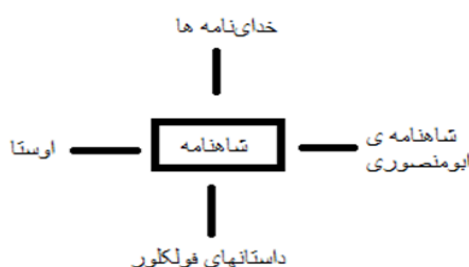 خدای‌نامه ها
شاهنامه ی
ابومنصوری
شاهنامه
اوستا
داستانهای فولکلور